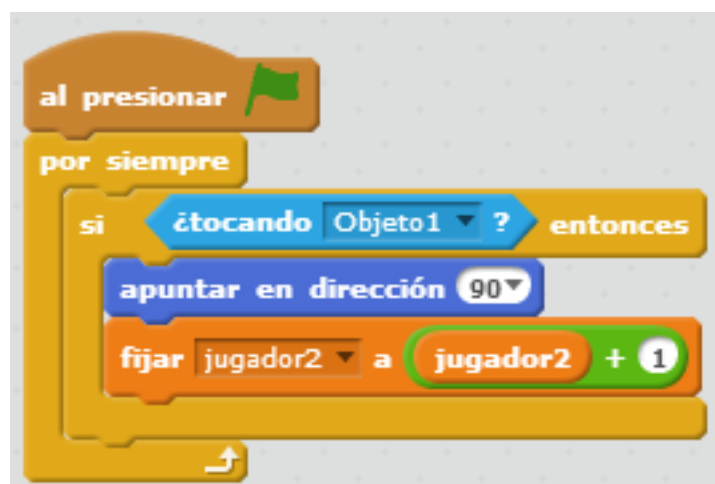 al presionar
por siempre
si ¿tocando Objeto1 ? entonces
apuntar en dirección 90
fijar jugador2 a jugador2 + 1